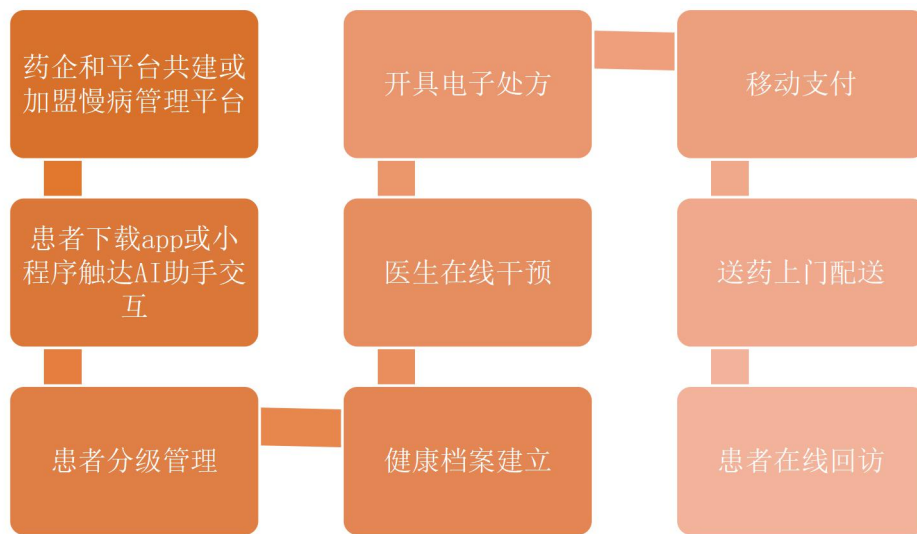 药企和平台共建或
加盟慢病管理平台
患者下载app或小
程序触达AI助手交
互
患者分级管理
健康档案建立
医生在线干预
开具电子处方
移动支付
送药上门配送
患者在线回访